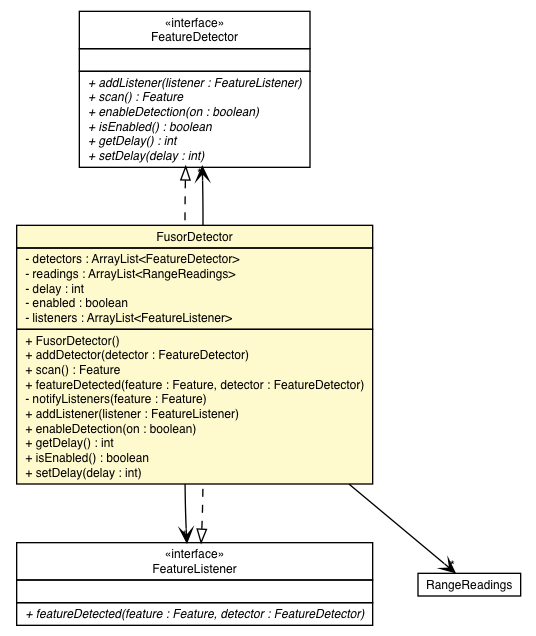 «interface»
FeatureDetector
+ addListener(listener : FeatureListener)
+ scan() : Feature
+ enableDetection(on : boolean)
+ isEnabled() : boolean
+ getDelay() : int
+ setDelay(delay : int)
*
FusorDetector
- detectors : ArrayList<FeatureDetector>
- readings : ArrayList<RangeReadings>
- delay : int
- enabled : boolean
- listeners : ArrayList<FeatureListener>
+ FusorDetector()
+ addDetector(detector : FeatureDetector)
+ scan() : Feature
+ featureDetected(feature : Feature, detector : FeatureDetector)
- notifyListeners(feature : Feature)
+ addListener(listener : FeatureListener)
+ enableDetection(on : boolean)
+ getDelay() : int
+ isEnabled() : boolean
+ setDelay(delay : int)
*
*
«interface»
FeatureListener
+ featureDetected(feature : Feature, detector : FeatureDetector)
RangeReadings